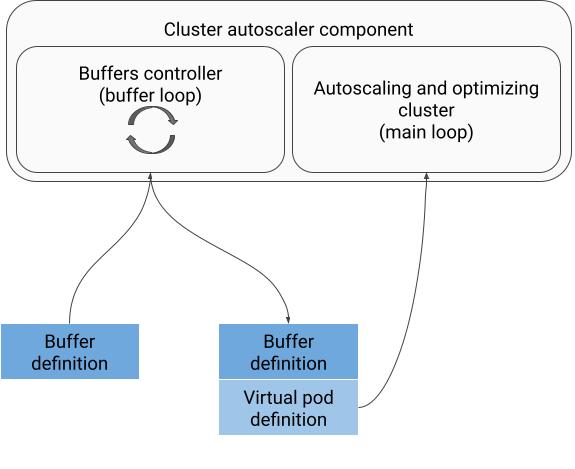 Cluster autoscaler component
Buffers controller
(buffer loop)
Autoscaling and optimizing
cluster
(main loop)
Buffer
definition
Buffer
definition
Virtual pod
definition